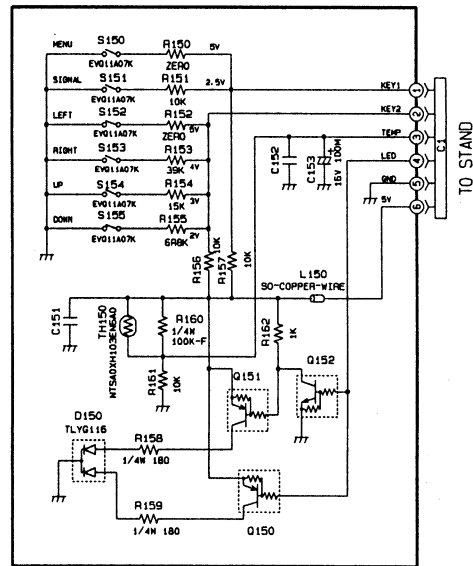 MENU S150 R150 5V
EVQ11A07K ZERO
SIGNAL S151 R151 2.5V KEY1 1
EVQ11A07K 10K
LEFT S152 R152 KEY2 2
EVQ11A07K ZERO 5V
TEMP 3
RIGHT S153 R153
EVQ11A07K 39K 4V
C152 C153 16V 100M LED 4
C1 TO STAND
UP S154 R154
EVQ11A07K 15K 3V
GND 5
DOWN S155 R155
EVQ11A07K 6R8K 2V
5V 6
R156 10K R157 10K
L150
SO-COPPER-WIRE
C151
TH150
R160
1/4W
100K-F
R162 1K
R161 10K
Q151 Q152
D150
TLYG116
R158
1/4W 180
R159
1/4W 180
Q150